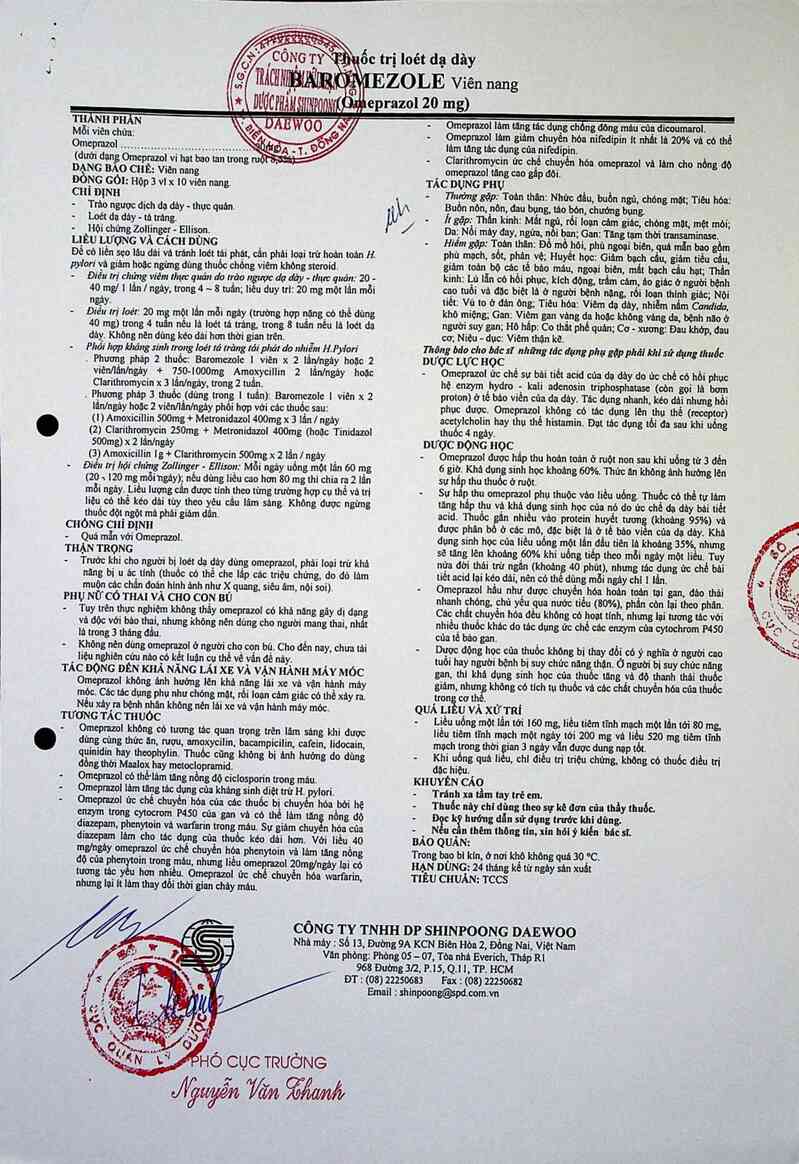 Thuốc trị loét dạ dày
BAROMEZOLE Viên nang
(Omeprazol 20 mg)
CÔNG TY
TRÁCH NHIỆM HỮU HẠN
DƯỢC PHẨM SHINPOONG
DAEWOO
THÀNH PHẦN
Mỗi viên chứa:
Omeprazol
(dưới dạng Omeprazol vi hạt bao tan trong ruột 8,5%)
DẠNG BÀO CHẾ: Viên nang
ĐÓNG GÓI: Hộp 3 vỉ x 10 viên nang.
CHỈ ĐỊNH
- Trào ngược dịch dạ dày - thực quản.
- Loét dạ dày - tá tràng.
- Hội chứng Zollinger - Ellison.
LIỀU LƯỢNG VÀ CÁCH DÙNG
Để có liền sẹo lâu dài và tránh loét tái phát, cần phải loại trừ hoàn toàn H.
pylori và giảm hoặc ngừng dùng thuốc chống viêm không steroid.
- Điều trị chứng viêm thực quản do trào ngược dạ dày - thực quản: 20 -
40 mg/ 1 lần / ngày, trong 4 ~ 8 tuần; liều duy trì: 20 mg một lần mỗi
ngày.
- Điều trị loét: 20 mg một lần mỗi ngày (trường hợp nặng có thể dùng
40 mg) trong 4 tuần nếu là loét tá tràng, trong 8 tuần nếu là loét dạ
dày. Không nên dùng kéo dài hơn thời gian trên.
- Phối hợp kháng sinh trong loét tá tràng tái phát do nhiễm H.Pylori
. Phương pháp 2 thuốc: Baromezole 1 viên x 2 lần/ngày hoặc 2
viên/lần/ngày + 750-1000mg Amoxycillin 2 lần/ngày hoặc
Clarithromycin x 3 lần/ngày, trong 2 tuần.
. Phương pháp 3 thuốc (dùng trong 1 tuần): Baromezole 1 viên x 2
lần/ngày hoặc 2 viên/lần/ngày phối hợp với các thuốc sau:
(1) Amoxicillin 500mg + Metronidazol 400mg x 3 lần / ngày
(2) Clarithromycin 250mg + Metronidazol 400mg (hoặc Tinidazol
500mg) x 2 lần/ngày
(3) Amoxicillin 1g + Clarithromycin 500mg x 2 lần / ngày
- Điều trị hội chứng Zollinger - Ellison: Mỗi ngày uống một lần 60 mg
(20 - 120 mg mỗi ngày); nếu dùng liều cao hơn 80 mg thì chia ra 2 lần
mỗi ngày. Liều lượng cần được tính theo từng trường hợp cụ thể và trị
liệu có thể kéo dài tùy theo yêu cầu lâm sàng. Không được ngừng
thuốc đột ngột mà phải giảm dần.
CHỐNG CHỈ ĐỊNH
- Quá mẫn với Omeprazol.
THẬN TRỌNG
- Trước khi cho người bị loét dạ dày dùng omeprazol, phải loại trừ khả
năng bị u ác tính (thuốc có thể che lấp các triệu chứng, do đó làm
muộn các chẩn đoán hình ảnh như X quang, siêu âm, nội soi).
PHỤ NỮ CÓ THAI VÀ CHO CON BÚ
- Tuy trên thực nghiệm không thấy omeprazol có khả năng gây dị dạng
và độc với bào thai, nhưng không nên dùng cho người mang thai, nhất
là trong 3 tháng đầu.
- Không nên dùng omeprazol ở người cho con bú. Cho đến nay, chưa tài
liệu nghiên cứu nào có kết luận cụ thể về vấn đề này.
TÁC ĐỘNG ĐẾN KHẢ NĂNG LÁI XE VÀ VẬN HÀNH MÁY MÓC
Omeprazol không ảnh hưởng lên khả năng lái xe và vận hành máy
móc. Các tác dụng phụ như chóng mặt, rối loạn cảm giác có thể xảy ra.
Nếu xảy ra bệnh nhân không nên lái xe và vận hành máy móc.
TƯƠNG TÁC THUỐC
- Omeprazol không có tương tác quan trọng trên lâm sàng khi được
dùng cùng thức ăn, rượu, amoxycilin, bacampicilin, cafein, lidocain,
quinidin hay theophylin. Thuốc cũng không bị ảnh hưởng do dùng
đồng thời Maalox hay metoclopramid.
- Omeprazol có thể làm tăng nồng độ ciclosporin trong máu.
- Omeprazol làm tăng tác dụng của kháng sinh diệt trừ H. pylori.
- Omeprazol ức chế chuyển hóa của các thuốc bị chuyển hóa bởi hệ
enzym trong cytocrom P450 của gan và có thể làm tăng nồng độ
diazepam, phenytoin và warfarin trong máu. Sự giảm chuyển hóa của
diazepam làm cho tác dụng của thuốc kéo dài hơn. Với liều 40
mg/ngày omeprazol ức chế chuyển hóa phenytoin và làm tăng nồng
độ của phenytoin trong máu, nhưng liều omeprazol 20mg/ngày lại có
tương tác yếu hơn nhiều. Omeprazol ức chế chuyển hóa warfarin,
nhưng lại ít làm thay đổi thời gian chảy máu.
- Omeprazol làm tăng tác dụng chống đông máu của dicoumarol.
- Omeprazol làm giảm chuyển hóa nifedipin ít nhất là 20% và có thể
làm tăng tác dụng của nifedipin.
- Clarithromycin ức chế chuyển hóa omeprazol và làm cho nồng độ
omeprazol tăng cao gấp đôi.
TÁC DỤNG PHỤ
- Thường gặp: Toàn thân: Nhức đầu, buồn ngủ, chóng mặt; Tiêu hóa:
Buồn nôn, nôn, đau bụng, táo bón, chướng bụng.
- Ít gặp: Thần kinh: Mất ngủ, rối loạn cảm giác, chóng mặt, mệt mỏi;
Da: Nổi mày đay, ngứa, nổi ban; Gan: Tăng tạm thời transaminase.
- Hiếm gặp: Toàn thân: Đổ mồ hôi, phù ngoại biên, quá mẫn bao gồm
phù mạch, sốt, phản vệ; Huyết học: Giảm bạch cầu, giảm tiểu cầu,
giảm toàn bộ các tế bào máu, ngoại biên, mất bạch cầu hạt; Thần
kinh: Lú lẫn có hồi phục, kích động, trầm cảm, ảo giác ở người bệnh
cao tuổi và đặc biệt là ở người bệnh nặng, rối loạn thính giác; Nội
tiết: Vú to ở đàn ông; Tiêu hóa: Viêm dạ dày, nhiễm nấm Candida,
khô miệng; Gan: Viêm gan vàng da hoặc không vàng da, bệnh não ở
người suy gan; Hô hấp: Co thắt phế quản; Cơ - xương: Đau khớp, đau
cơ; Niệu - dục: Viêm thận kẽ.
Thông báo cho bác sĩ những tác dụng phụ gặp phải khi sử dụng thuốc
DƯỢC LỰC HỌC
- Omeprazol ức chế sự bài tiết acid của dạ dày do ức chế có hồi phục
hệ enzym hydro - kali adenosin triphosphatase (còn gọi là bơm
proton) ở tế bào viền của dạ dày. Tác dụng nhanh, kéo dài nhưng hồi
phục được. Omeprazol không có tác dụng lên thụ thể (receptor)
acetylcholin hay thụ thể histamin. Đạt tác dụng tối đa sau khi uống
thuốc 4 ngày.
DƯỢC ĐỘNG HỌC
- Omeprazol được hấp thu hoàn toàn ở ruột non sau khi uống từ 3 đến
6 giờ. Khả dụng sinh học khoảng 60%. Thức ăn không ảnh hưởng lên
sự hấp thu thuốc ở ruột.
- Sự hấp thu omeprazol phụ thuộc vào liều uống. Thuốc có thể tự làm
tăng hấp thu và khả dụng sinh học của nó do ức chế dạ dày bài tiết
acid. Thuốc gắn nhiều vào protein huyết tương (khoảng 95%) và
được phân bố ở các mô, đặc biệt là ở tế bào viền của dạ dày. Khả
dụng sinh học của liều uống một lần đầu tiên là khoảng 35%, nhưng
sẽ tăng lên khoảng 60% khi uống tiếp theo mỗi ngày một liều. Tuy
nửa đời thải trừ ngắn (khoảng 40 phút), nhưng tác dụng ức chế bài
tiết acid lại kéo dài, nên có thể dùng mỗi ngày chỉ 1 lần.
- Omeprazol hầu như được chuyển hóa hoàn toàn tại gan, đào thải
nhanh chóng, chủ yếu qua nước tiểu (80%), phần còn lại theo phân.
Các chất chuyển hóa đều không có hoạt tính, nhưng lại tương tác với
nhiều thuốc khác do tác dụng ức chế các enzym của cytochrom P450
của tế bào gan.
- Dược động học của thuốc không bị thay đổi có ý nghĩa ở người cao
tuổi hay người bệnh bị suy chức năng thận. Ở người bị suy chức năng
gan, thì khả dụng sinh học của thuốc tăng và độ thanh thải thuốc
giảm, nhưng không có tích tụ thuốc và các chất chuyển hóa của thuốc
trong cơ thể.
QUÁ LIỀU VÀ XỬ TRÍ
- Liều uống một lần tới 160 mg, liều tiêm tĩnh mạch một lần tới 80 mg,
liều tiêm tĩnh mạch một ngày tới 200 mg và liều 520 mg tiêm tĩnh
mạch trong thời gian 3 ngày vẫn được dung nạp tốt.
- Khi uống quá liều, chỉ điều trị triệu chứng, không có thuốc điều trị
đặc hiệu.
KHUYẾN CÁO
- Tránh xa tầm tay trẻ em.
- Thuốc này chỉ dùng theo sự kê đơn của thầy thuốc.
- Đọc kỹ hướng dẫn sử dụng trước khi dùng.
- Nếu cần thêm thông tin, xin hỏi ý kiến bác sĩ.
BẢO QUẢN:
Trong bao bì kín, ở nơi khô không quá 30 °C.
HẠN DÙNG: 24 tháng kể từ ngày sản xuất
TIÊU CHUẨN: TCCS
CÔNG TY TNHH DP SHINPOONG DAEWOO
Nhà máy : Số 13, Đường 9A KCN Biên Hòa 2, Đồng Nai, Việt Nam
Văn phòng: Phòng 05 – 07, Tòa nhà Everich, Tháp R1
968 Đường 3/2, P.15, Q.11, TP. HCM
ĐT : (08) 22250683 Fax : (08) 22250682
Email : shinpoong@spd.com.vn
CỤC QUẢN LÝ DƯỢC
PHÓ CỤC TRƯỞNG
Nguyễn Văn Thanh